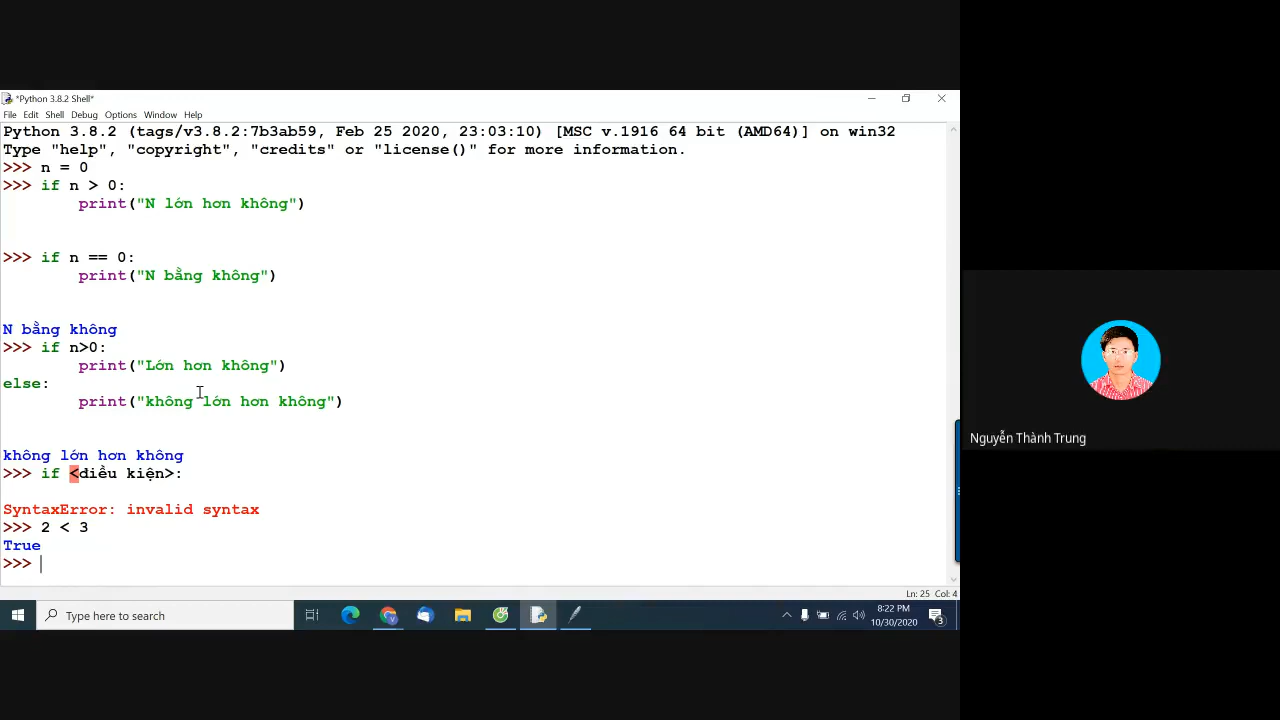 *Python 3.8.2 Shell*
File Edit Shell Debug Options Window Help
Python 3.8.2 (tags/v3.8.2:7b3ab59, Feb 25 2020, 23:03:10) [MSC v.1916 64 bit (AMD64)] on win32
Type "help", "copyright", "credits" or "license()" for more information.
>>> n = 0
>>> if n > 0:
        print("N lớn hơn không")
>>> if n == 0:
        print("N bằng không")
N bằng không
>>> if n>0:
        print("Lớn hơn không")
else:
        print("không lớn hơn không")
không lớn hơn không
>>> if <diều kiện>:
SyntaxError: invalid syntax
>>> 2 < 3
True
>>>
Ln: 25 Col: 4
Type here to search
8:22 PM
10/30/2020
3
Nguyễn Thành Trung